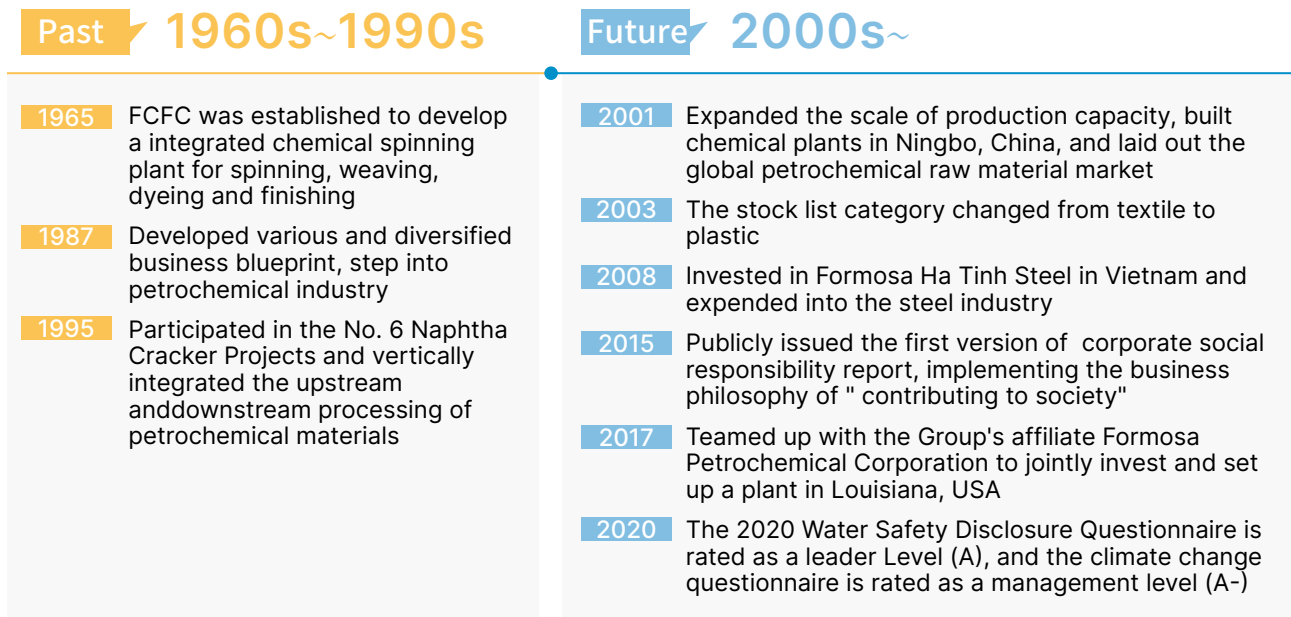 Past 1960s~1990s
1965 FCFC was established to develop
a integrated chemical spinning
plant for spinning, weaving,
dyeing and finishing
1987 Developed various and diversified
business blueprint, step into
petrochemical industry
1995 Participated in the No. 6 Naphtha
Cracker Projects and vertically
integrated the upstream
anddownstream processing of
petrochemical materials
Future 2000s~
2001 Expanded the scale of production capacity, built
chemical plants in Ningbo, China, and laid out the
global petrochemical raw material market
2003 The stock list category changed from textile to
plastic
2008 Invested in Formosa Ha Tinh Steel in Vietnam and
expended into the steel industry
2015 Publicly issued the first version of  corporate social
responsibility report, implementing the business
philosophy of " contributing to society"
2017 Teamed up with the Group's affiliate Formosa
Petrochemical Corporation to jointly invest and set
up a plant in Louisiana, USA
2020 The 2020 Water Safety Disclosure Questionnaire is
rated as a leader Level (A), and the climate change
questionnaire is rated as a management level (A-)